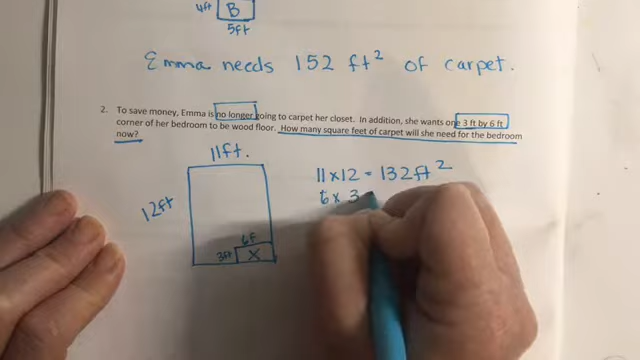 4ft B
5ft
Emma needs 152 ft² of carpet.
2. To save money, Emma is no longer going to carpet her closet. In addition, she wants one 3 ft by 6 ft
corner of her bedroom to be wood floor. How many square feet of carpet will she need for the bedroom
now?
11ft.
12ft
11 x 12 = 132ft²
6 x 3
6f
3ft X